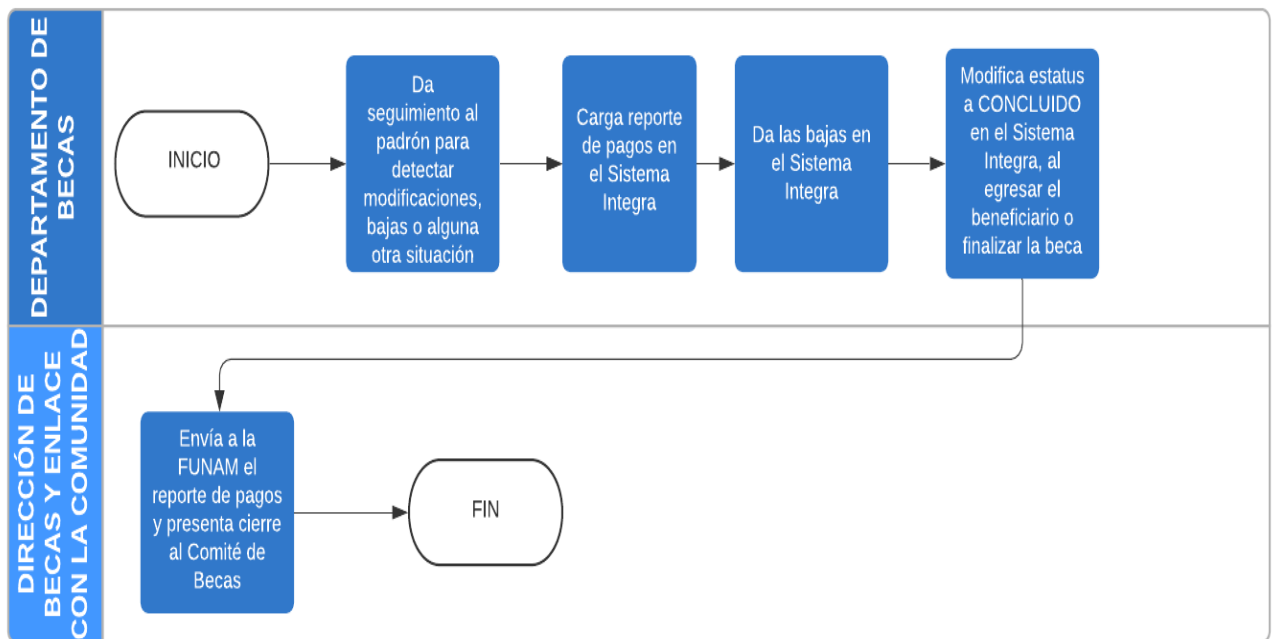 DEPARTAMENTO DE
BECAS
INICIO
Da
seguimiento al
padrón para
detectar
modificaciones,
bajas o alguna
otra situación
Carga reporte
de pagos en
el Sistema
Integra
Da las bajas en
el Sistema
Integra
Modifica estatus
a CONCLUIDO
en el Sistema
Integra, al
egresar el
beneficiario o
finalizar la beca
DIRECCIÓN DE
BECAS Y ENLACE
CON LA COMUNIDAD
Envía a la
FUNAM el
reporte de pagos
y presenta cierre
al Comité de
Becas
FIN